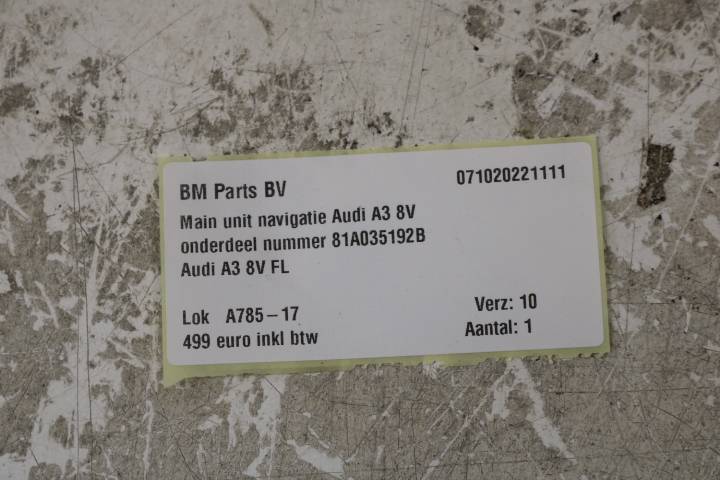 BM Parts BV 071020221111
Main unit navigatie Audi A3 8V
onderdeel nummer 81A035192B
Audi A3 8V FL
Lok A785-17 Verz: 10
499 euro inkl btw Aantal: 1